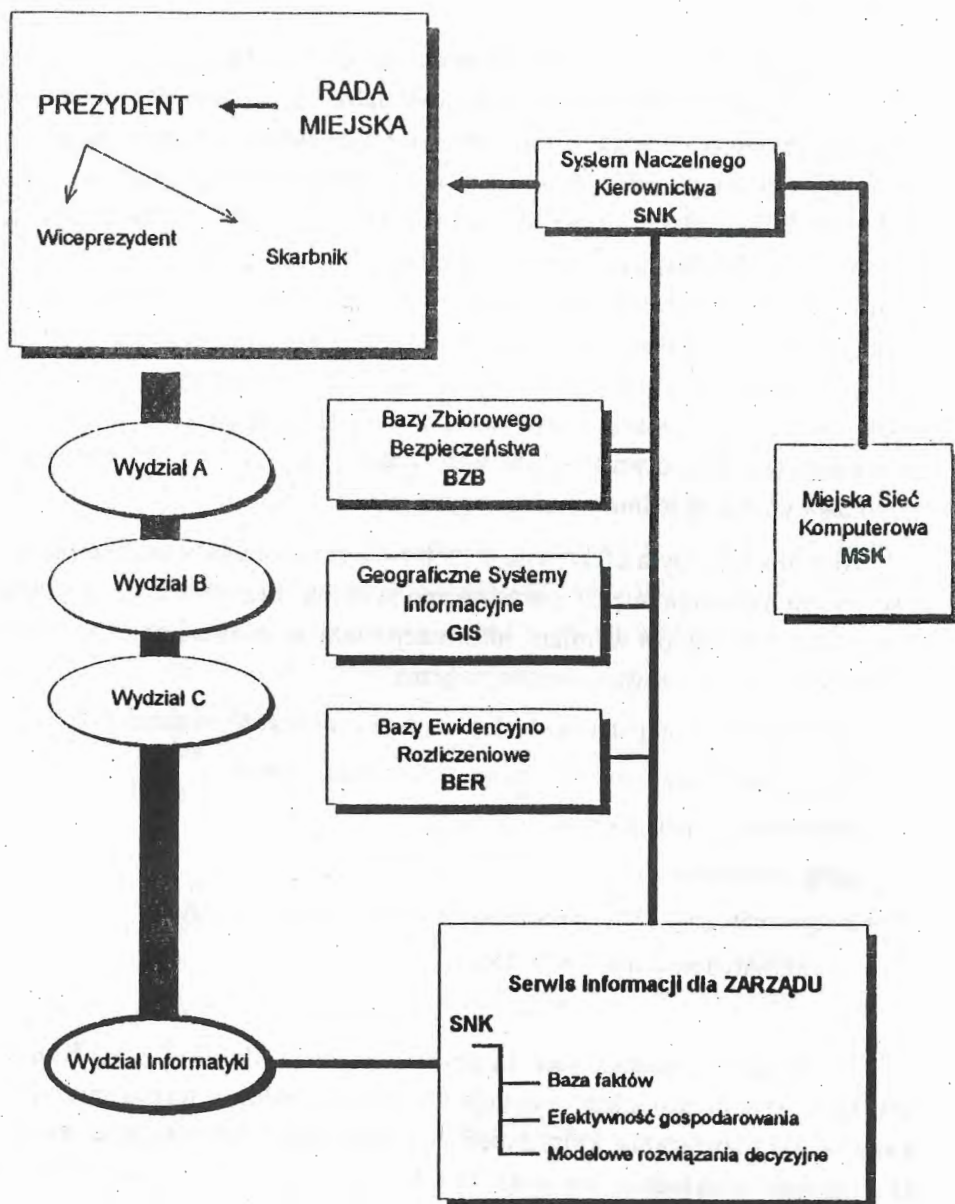 PREZYDENT
RADA
MIEJSKA
Wiceprezydent
Skarbnik
System Naczelnego
Kierownictwa
SNK
Wydział A
Wydział B
Wydział C
Bazy Zbiorowego
Bezpieczeństwa
BZB
Geograficzne Systemy
Informacyjne
GIS
Bazy Ewidencyjno
Rozliczeniowe
BER
Miejska Sieć
Komputerowa
MSK
Wydział Informatyki
Serwis Informacji dla ZARZĄDU
SNK
Baza faktów
Efektywność gospodarowania
Modelowe rozwiązania decyzyjne